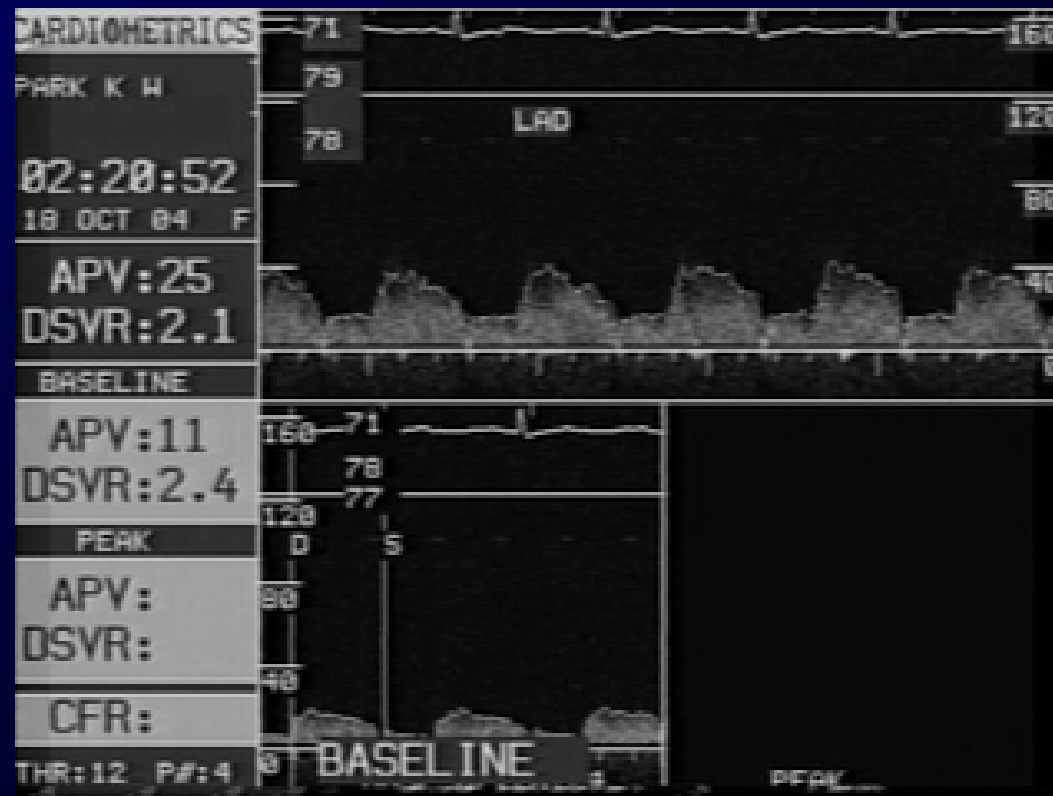 CARDIOMETRICS
PARK K W
02:20:52
18 OCT 04 F
APV:25
DSVR:2.1
BASELINE
APV:11
DSVR:2.4
PEAK
APV:
DSVR:
CFR:
THR:12 P#:4
71
79
78
LAD
160
120
80
40
0
160
71
78
77
120
D S
80
40
0
BASELINE
PEAK